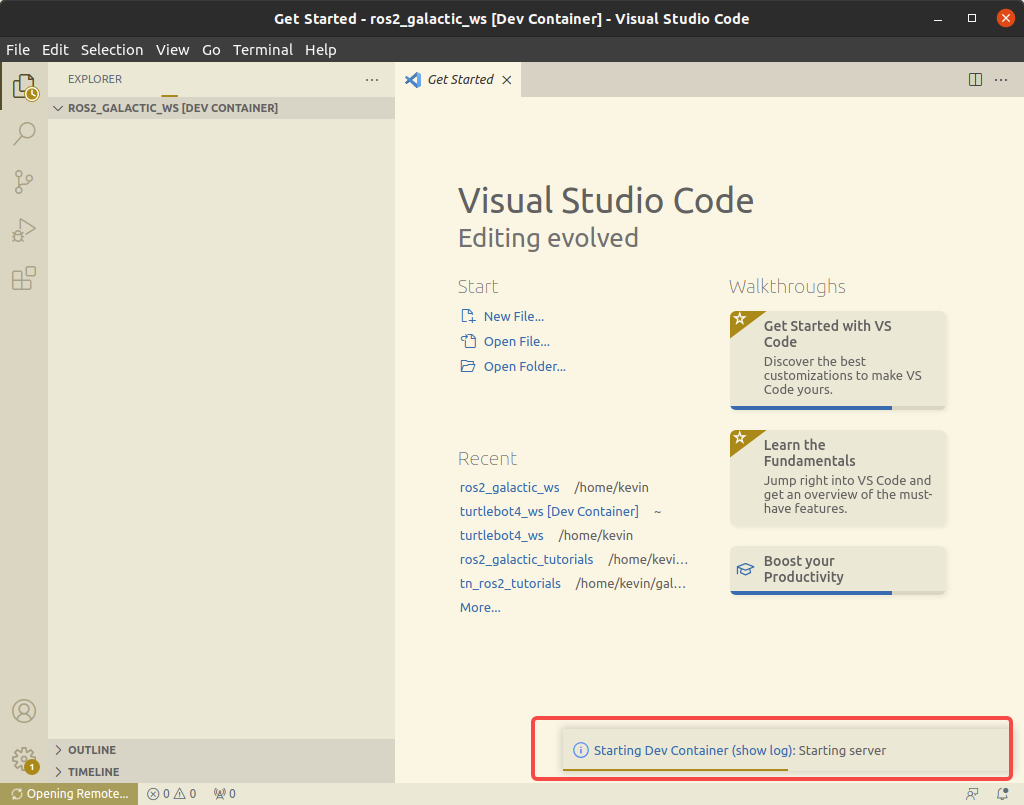 Get Started - ros2_galactic_ws [Dev Container] - Visual Studio Code
File Edit Selection View Go Terminal Help
EXPLORER
Get Started
ROS2_GALACTIC_WS [DEV CONTAINER]
Visual Studio Code
Editing evolved
Start
New File...
Open File...
Open Folder...
Recent
ros2_galactic_ws /home/kevin
turtlebot4_ws [Dev Container] ~
turtlebot4_ws /home/kevin
ros2_galactic_tutorials /home/kevi...
tn_ros2_tutorials /home/kevin/gal...
More...
Walkthroughs
Get Started with VS
Code
Discover the best
customizations to make VS
Code yours.
Learn the
Fundamentals
Jump right into VS Code and
get an overview of the must-
have features.
Boost your
Productivity
OUTLINE
TIMELINE
1
Starting Dev Container (show log): Starting server
Opening Remote... 0 0 0